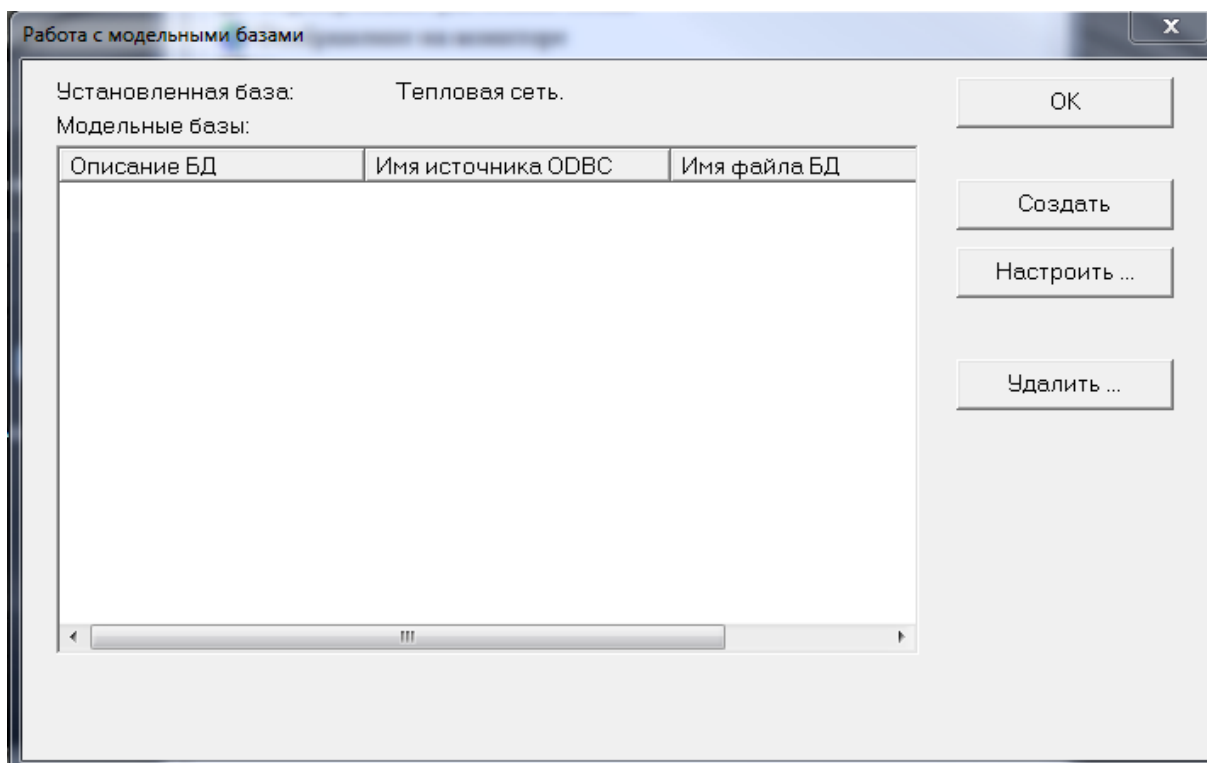 Работа с модельными базами
Установленная база: Тепловая сеть.
Модельные базы:
Описание БД Имя источника ODBC Имя файла БД
OK
Создать
Настроить ...
Удалить ...